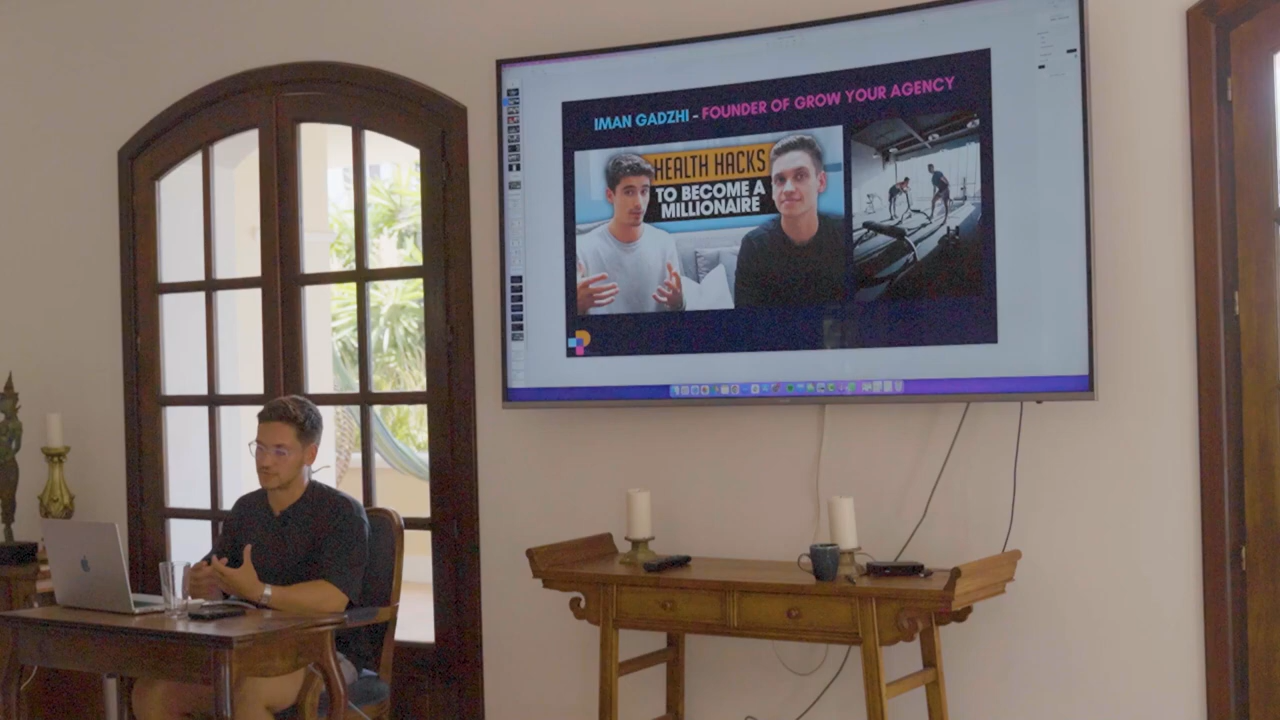 IMAN GADZHI - FOUNDER OF GROW YOUR AGENCY
HEALTH HACKS
TO BECOME A
MILLIONAIRE